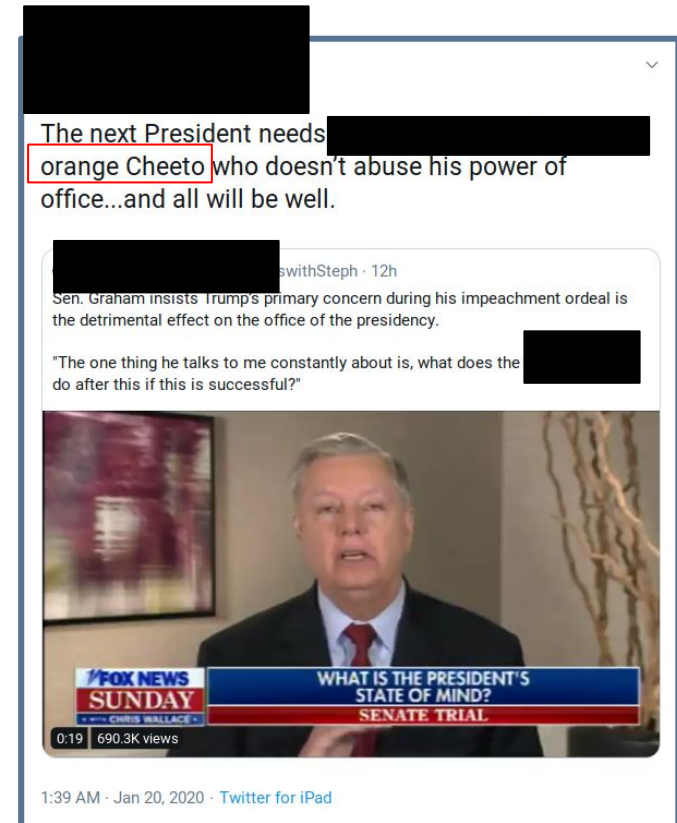 The next President needs
orange Cheeto who doesn't abuse his power of
office...and all will be well.
swithSteph · 12h
Sen. Graham insists Trump's primary concern during his impeachment ordeal is
the detrimental effect on the office of the presidency.
"The one thing he talks to me constantly about is, what does the
do after this if this is successful?"
FOX NEWS
SUNDAY
CHRIS WALLACE
WHAT IS THE PRESIDENT'S
STATE OF MIND?
SENATE TRIAL
0:19 690.3K views
1:39 AM · Jan 20, 2020 · Twitter for iPad